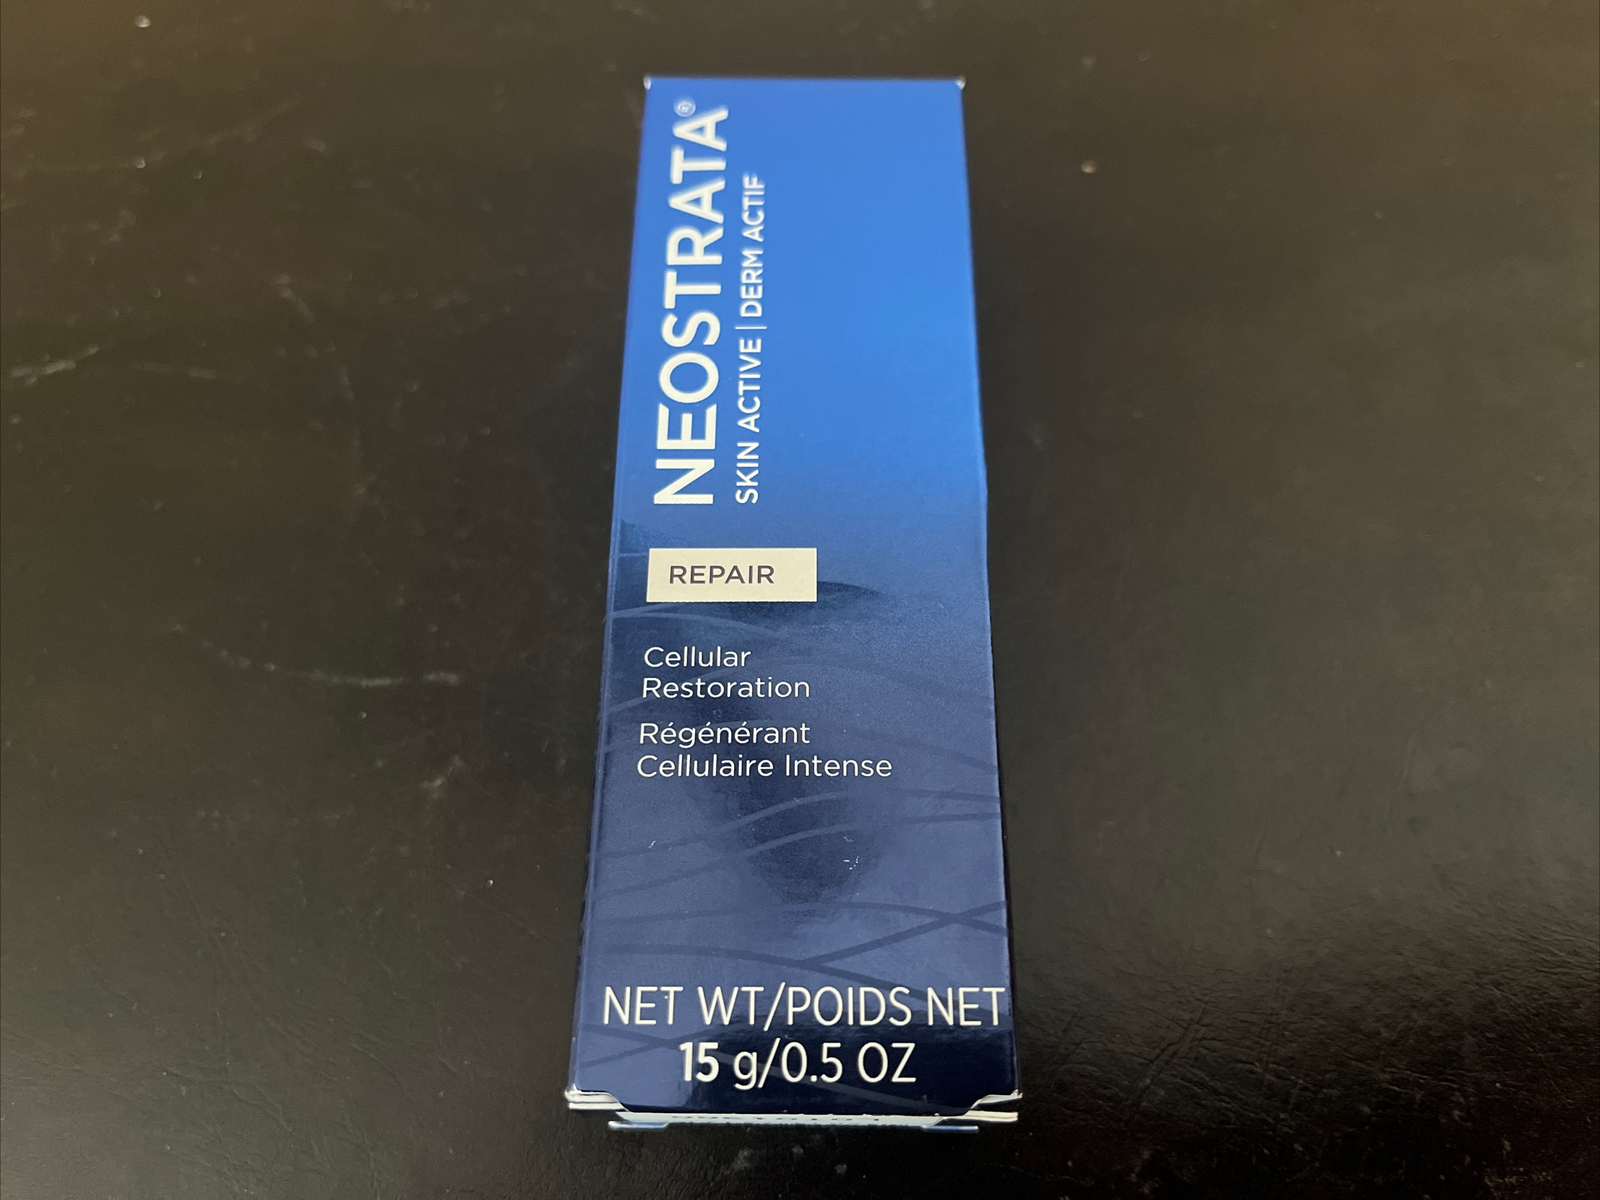 NEOSTRATA®
SKIN ACTIVE | DERM ACTIF
REPAIR
Cellular
Restoration
Régénérant
Cellulaire Intense
NET WT/POIDS NET
15 g/0.5 OZ